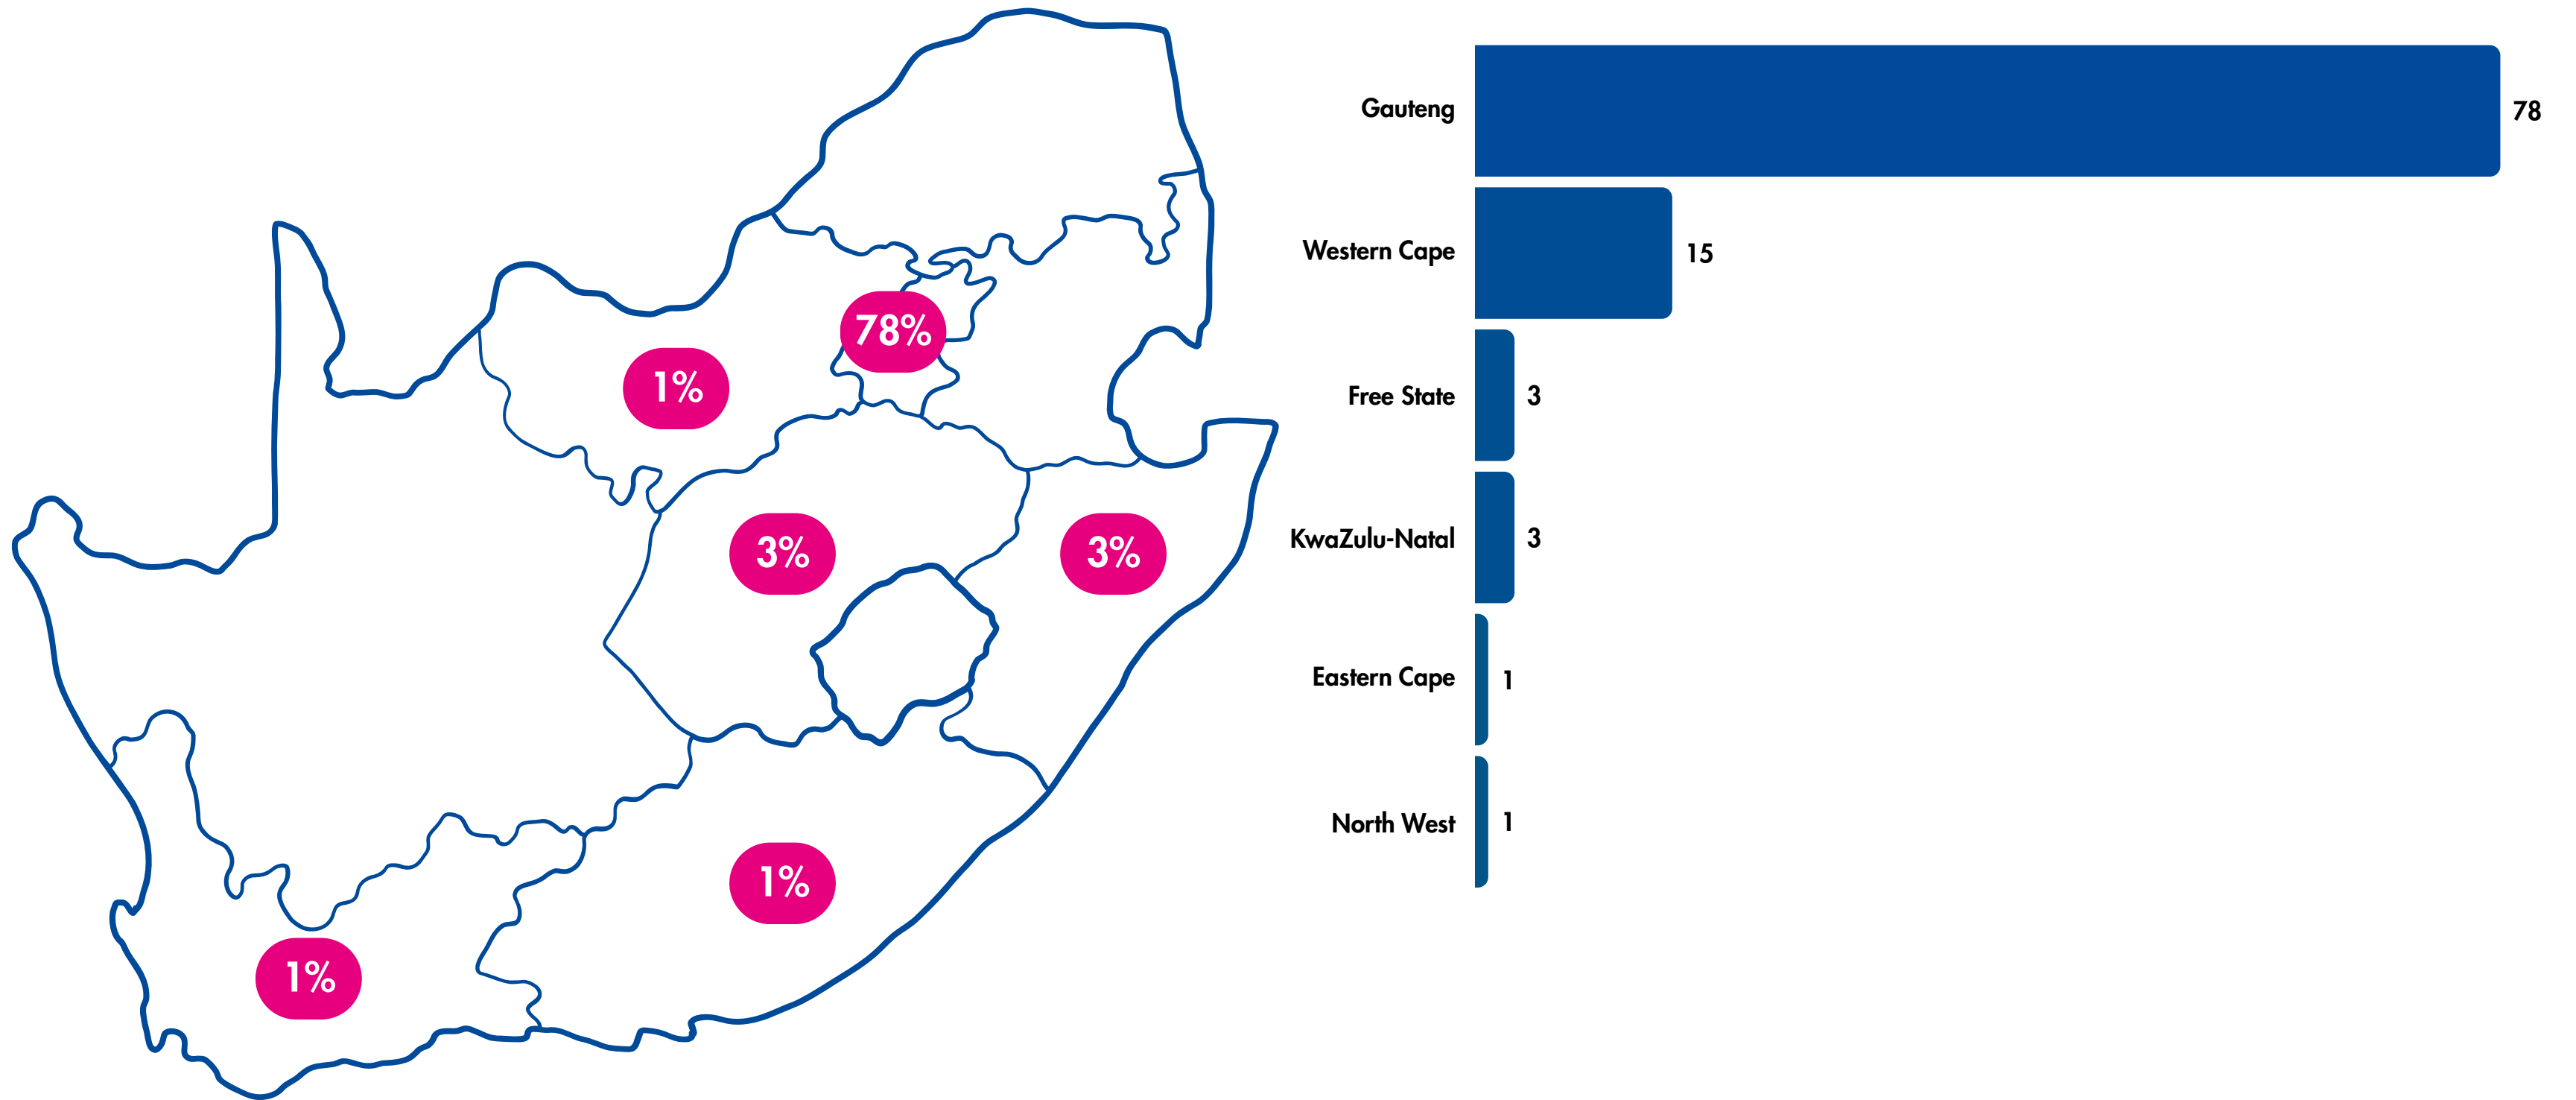 78%
1%
3%
3%
1%
1%
Gauteng 78
Western Cape 15
Free State 3
KwaZulu-Natal 3
Eastern Cape 1
North West 1